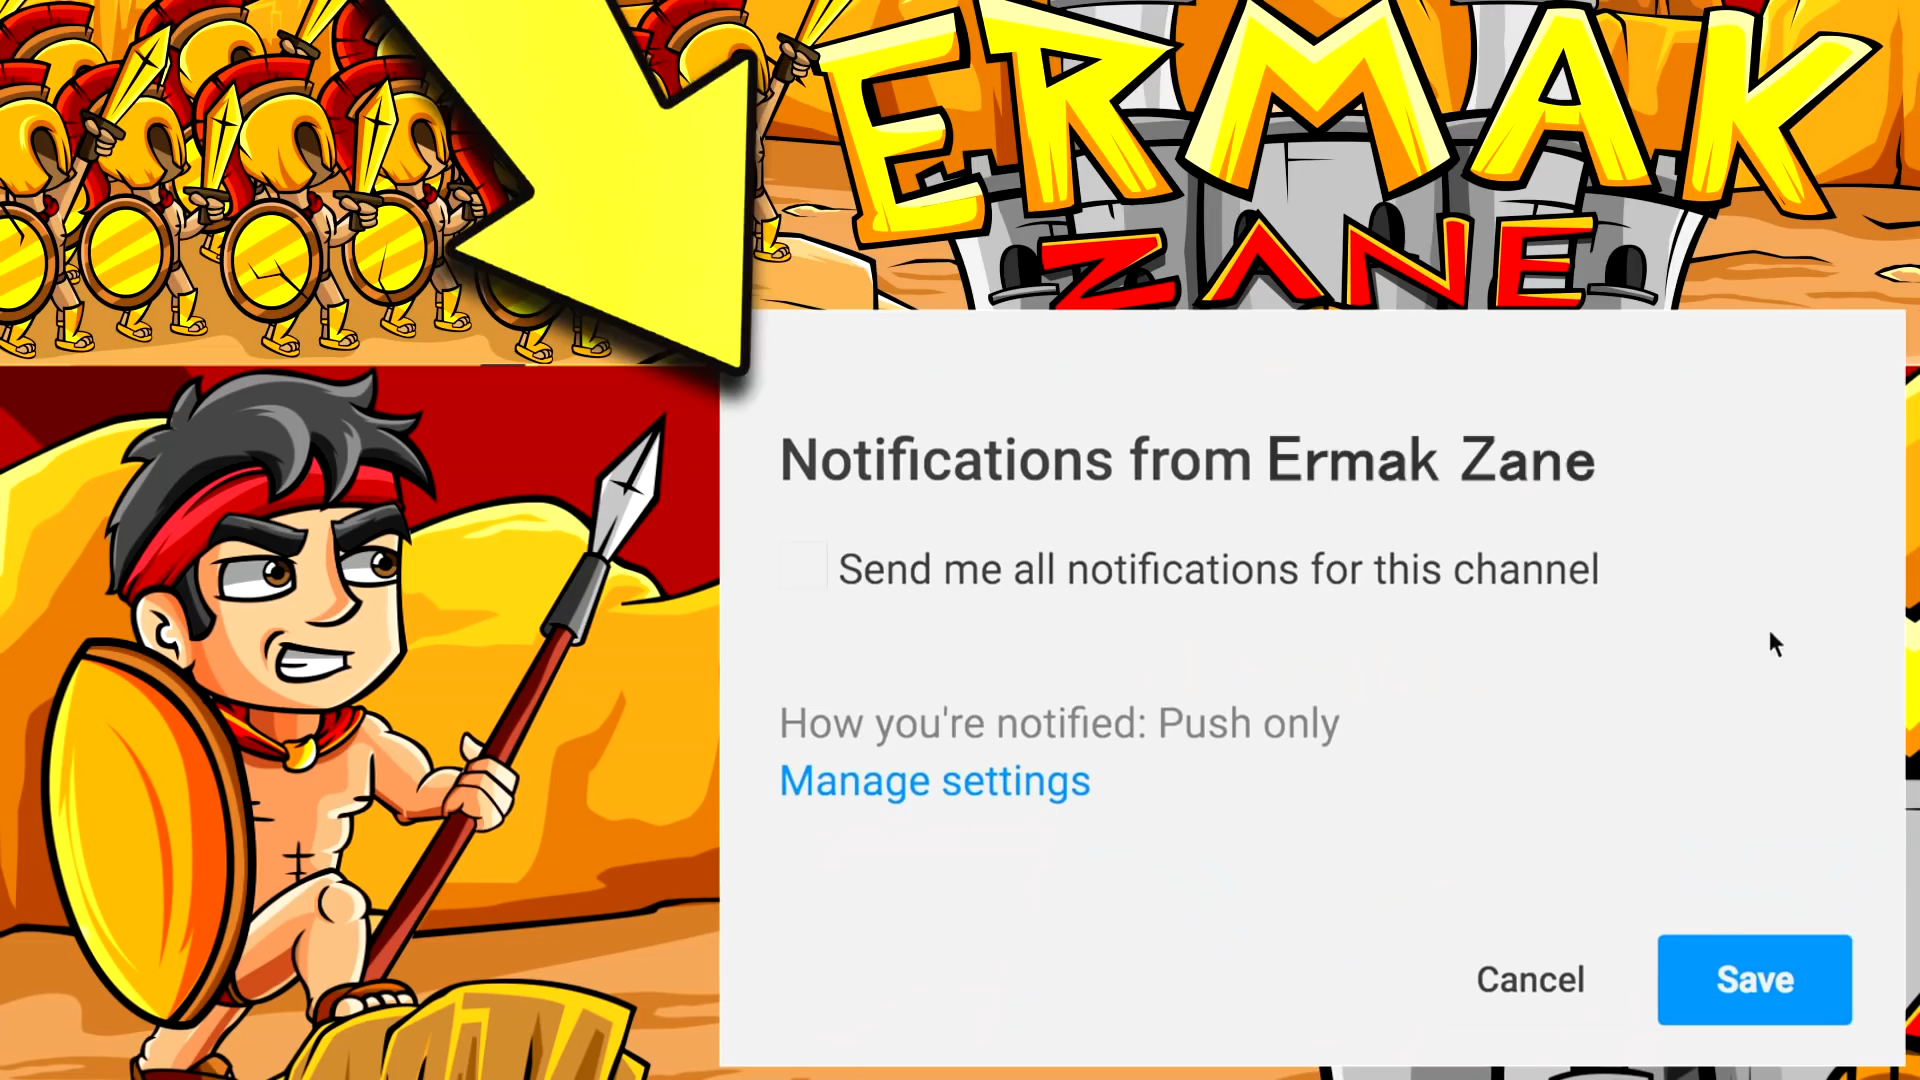 ERMAK
ZANE
Notifications from Ermak Zane
Send me all notifications for this channel
How you're notified: Push only
Manage settings
Cancel
Save